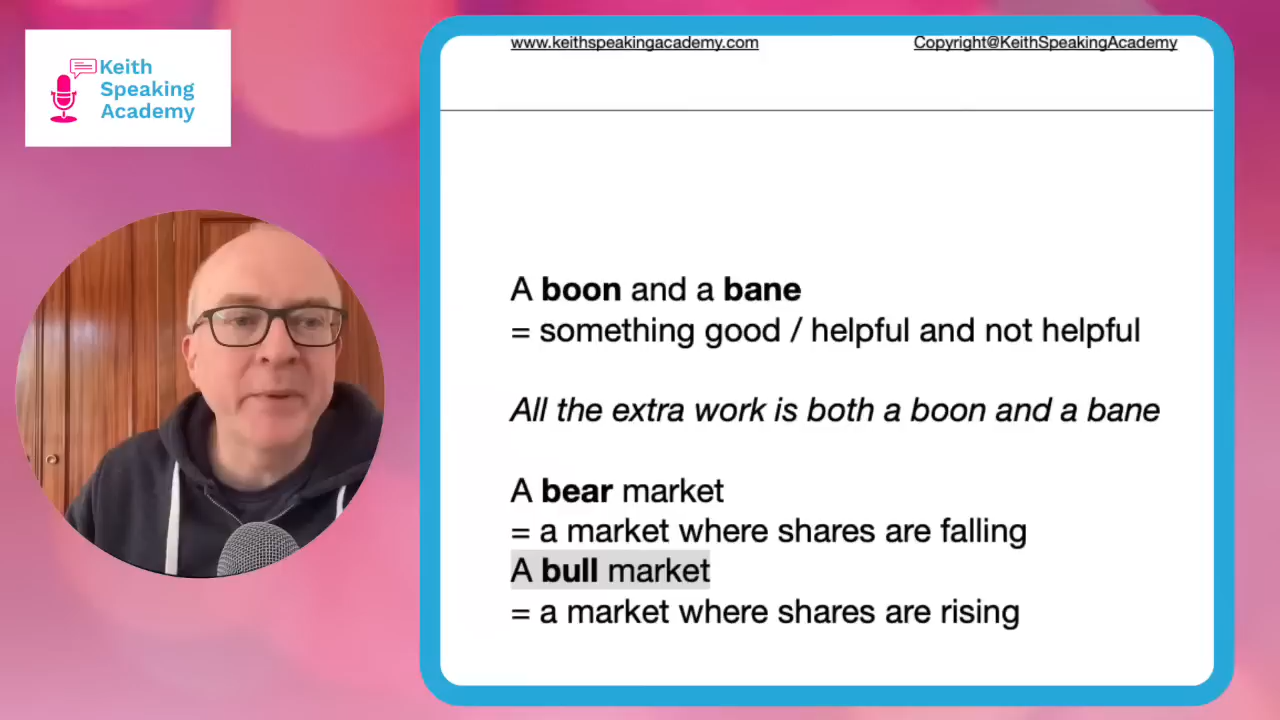 Keith
Speaking
Academy
www.keithspeakingacademy.com
Copyright@KeithSpeakingAcademy
A boon and a bane
= something good / helpful and not helpful
All the extra work is both a boon and a bane
A bear market
= a market where shares are falling
A bull market
= a market where shares are rising